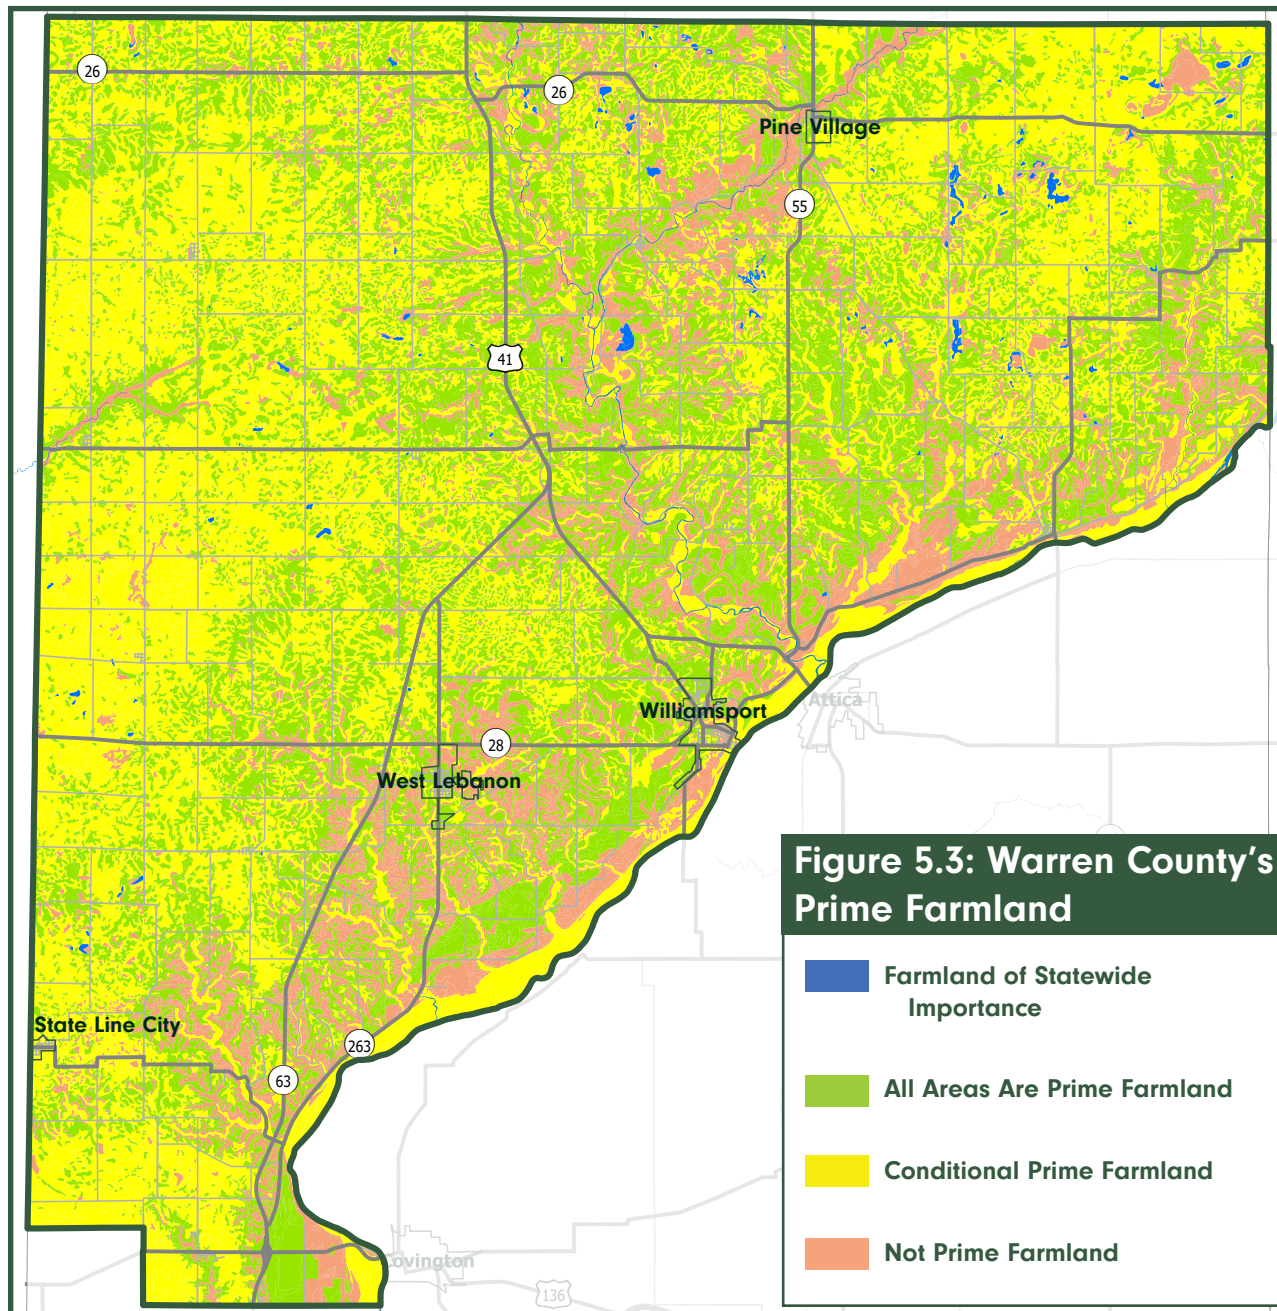 26
26
Pine Village
55
41
Williamsport
Attica
28
West Lebanon
Figure 5.3: Warren County's
Prime Farmland
Farmland of Statewide
Importance
State Line City
263
63
All Areas Are Prime Farmland
Conditional Prime Farmland
Not Prime Farmland
Covington
136